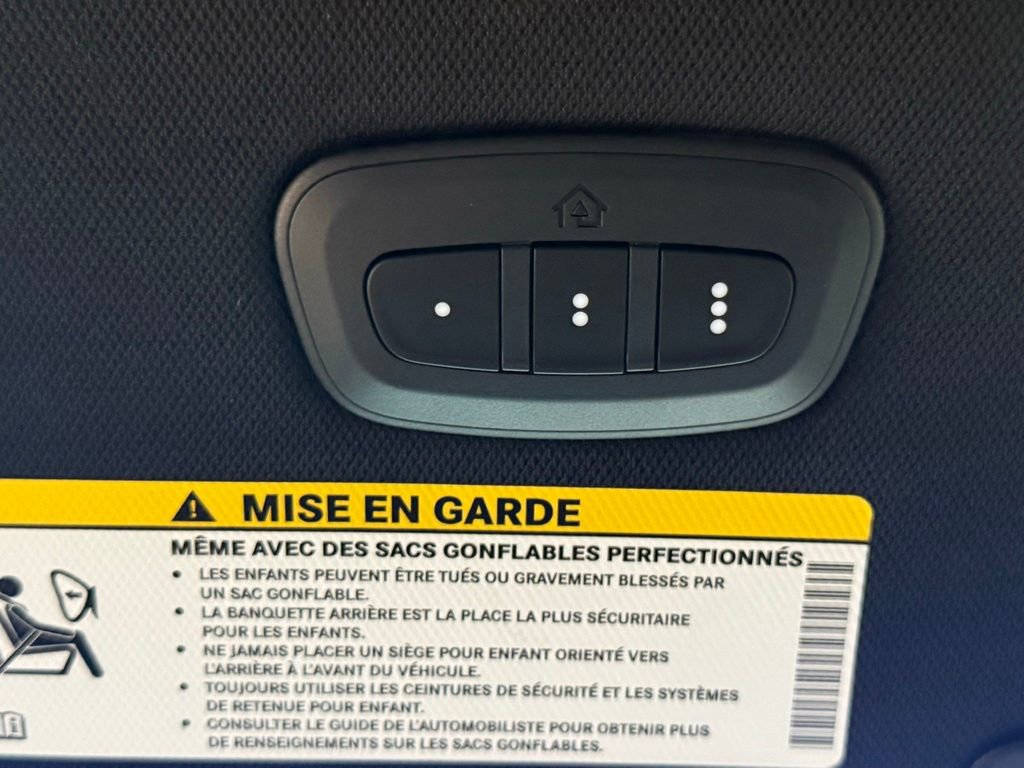 MISE EN GARDE
MÊME AVEC DES SACS GONFLABLES PERFECTIONNÉS
• LES ENFANTS PEUVENT ÊTRE TUÉS OU GRAVEMENT BLESSÉS PAR
UN SAC GONFLABLE.
• LA BANQUETTE ARRIÈRE EST LA PLACE LA PLUS SÉCURITAIRE
POUR LES ENFANTS.
• NE JAMAIS PLACER UN SIÈGE POUR ENFANT ORIENTÉ VERS
L'ARRIÈRE À L'AVANT DU VÉHICULE.
• TOUJOURS UTILISER LES CEINTURES DE SÉCURITÉ ET LES SYSTÈMES
DE RETENUE POUR ENFANT.
• CONSULTER LE GUIDE DE L'AUTOMOBILISTE POUR OBTENIR PLUS
DE RENSEIGNEMENTS SUR LES SACS GONFLABLES.